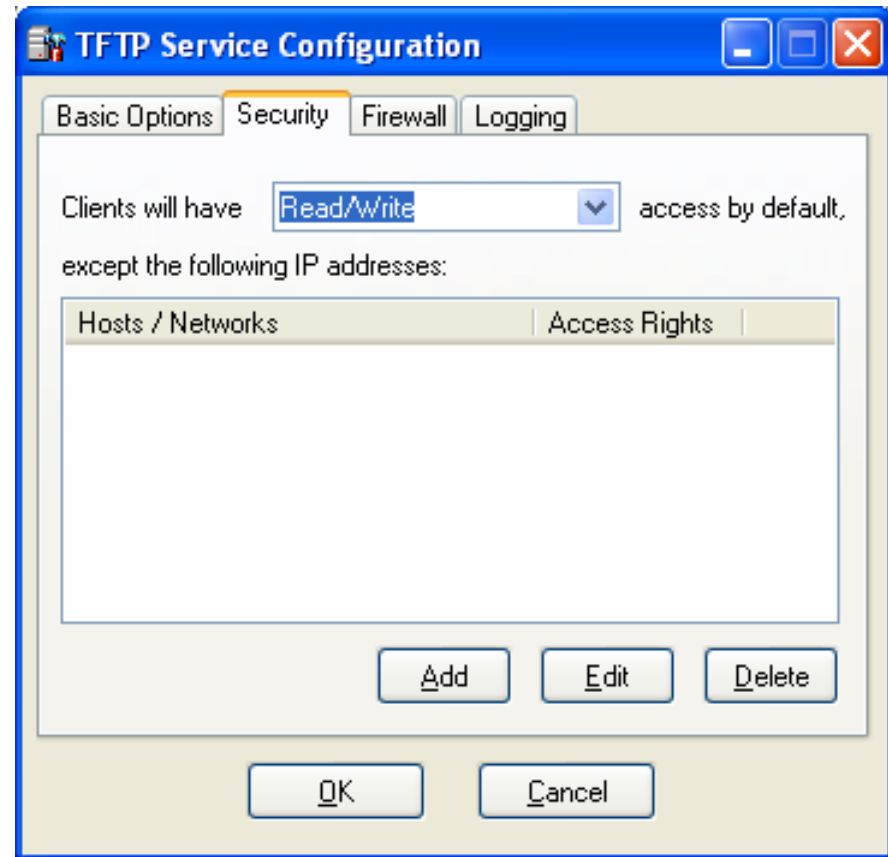 TFTP Service Configuration
Basic Options Security Firewall Logging
Clients will have Read/Write access by default,
except the following IP addresses:
Hosts / Networks Access Rights
Add Edit Delete
OK Cancel